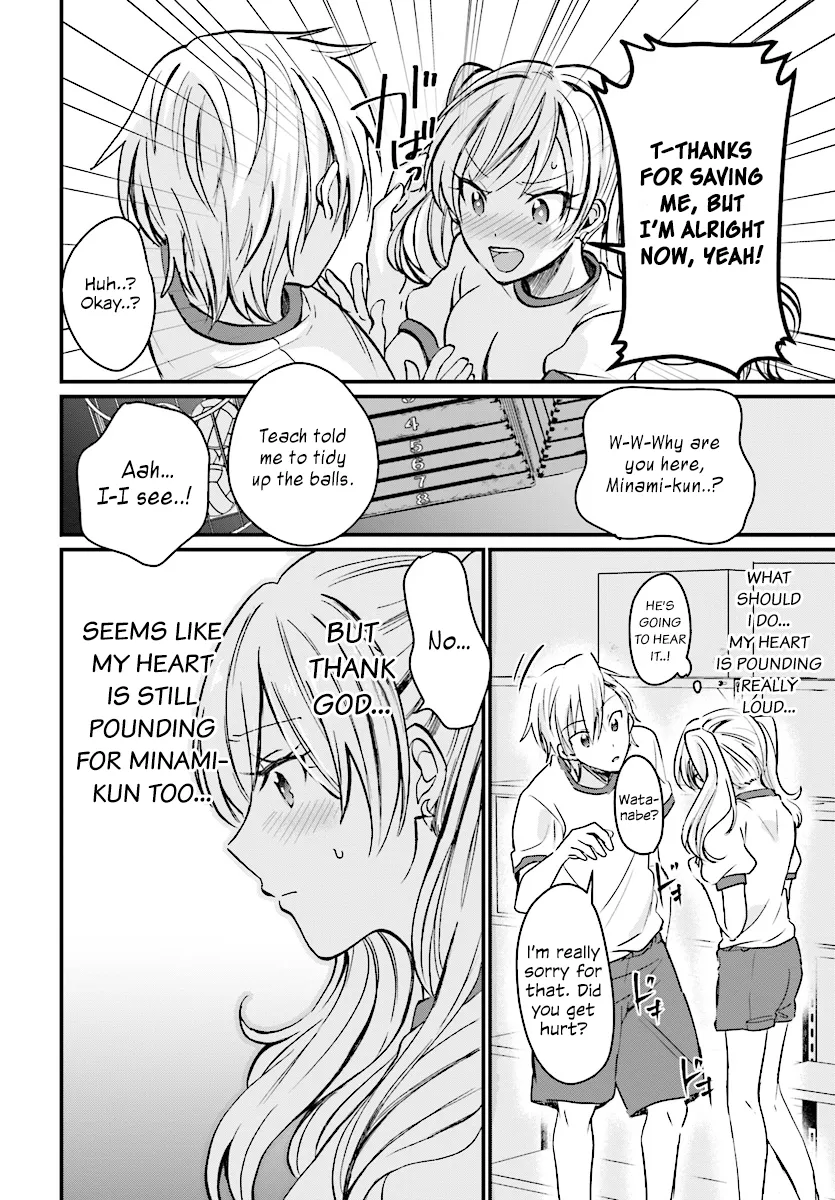 T-THANKS
FOR SAVING
ME, BUT
I'M ALRIGHT
NOW, YEAH!
ガッ
Huh..?
Okay..?
W-W-Why are
you here,
Minami-kun..?
Teach told
me to tidy
up the balls.
Aah...
I-I see..!
3
4
5
6
7
8
WHAT
SHOULD
I DO...
MY HEART
IS POUNDING
REALLY
LOUD...
HE'S
GOING
TO HEAR
IT..!
Wata-
nabe?
I'm really
sorry for
that. Did
you get
hurt?
ドキ
ドキ
ドキ
No...
BUT
THANK
GOD...
SEEMS LIKE
MY HEART
IS STILL
POUNDING
FOR MINAMI-
KUN TOO...